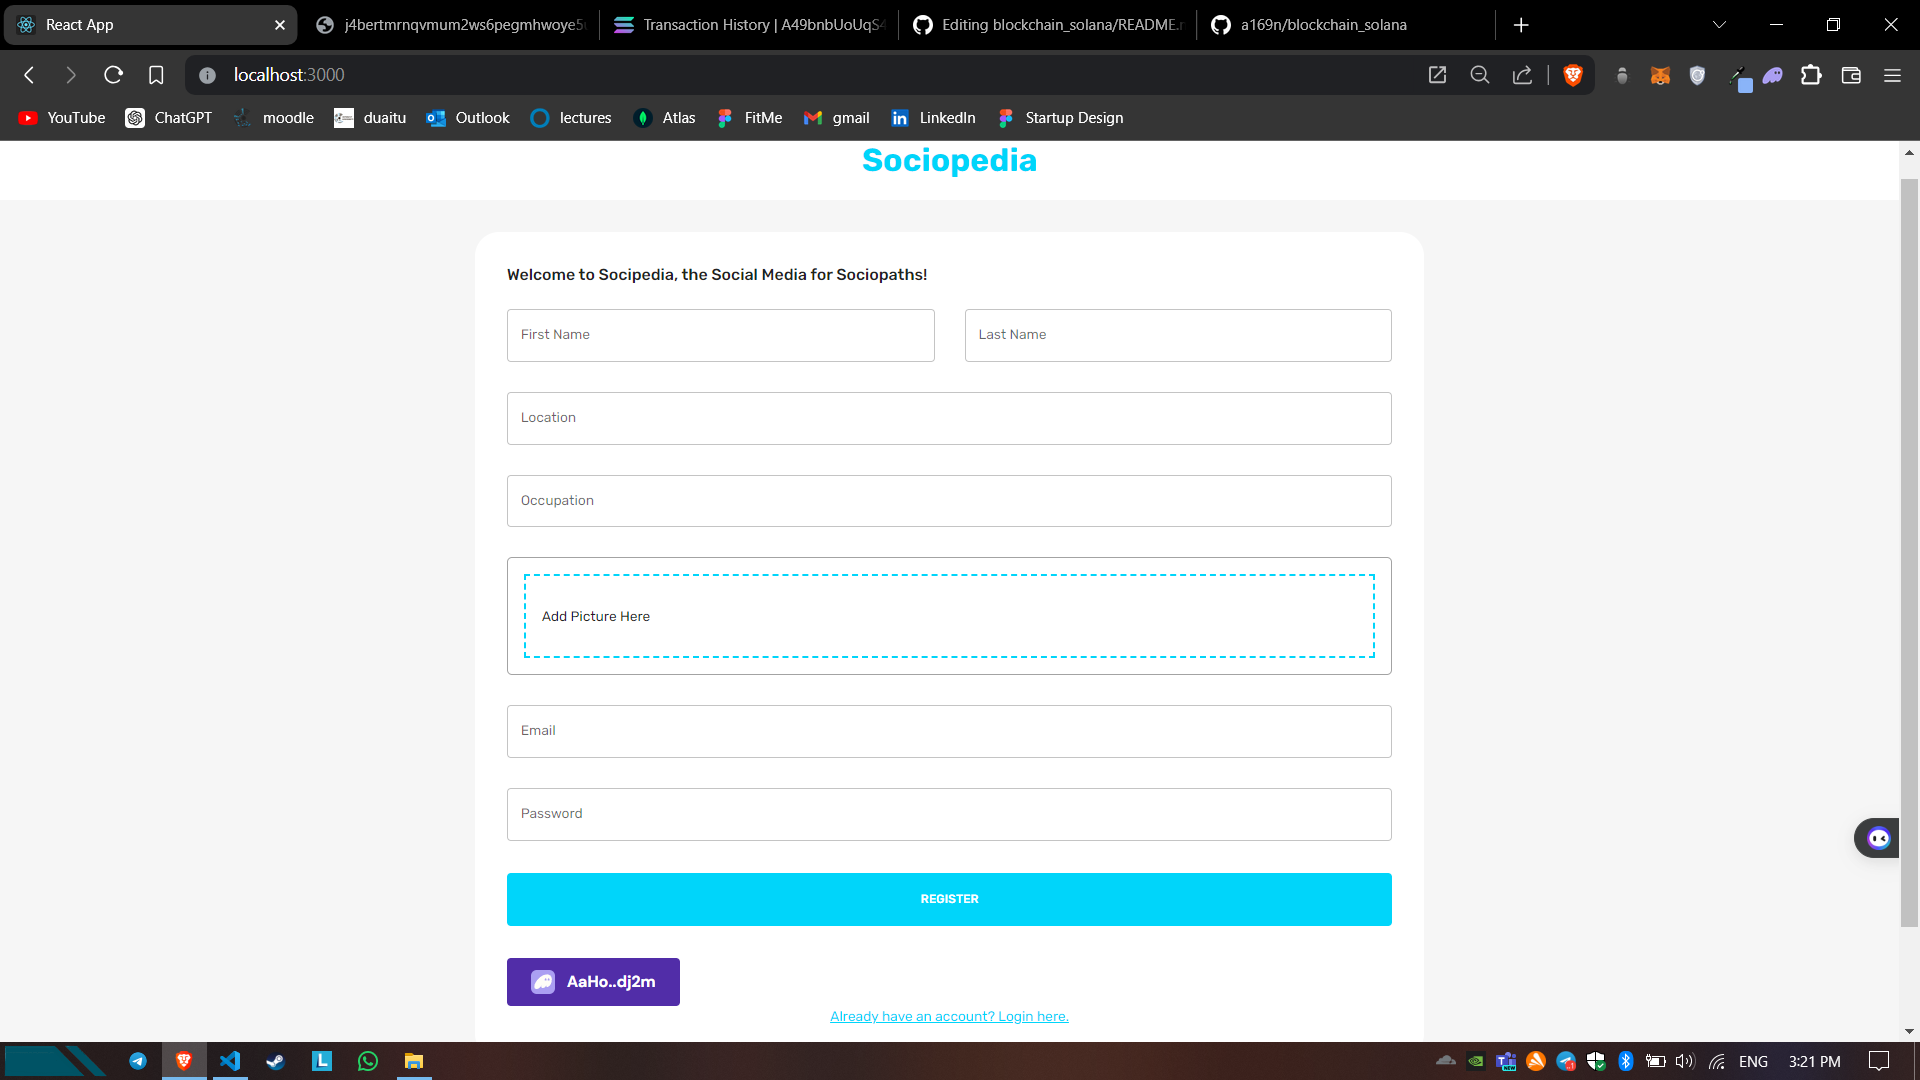 React App
j4bertmrnqvmum2ws6pegmhwoye5
Transaction History | A49bnbUoUqS4
Editing blockchain_solana/README.m
a169n/blockchain_solana
localhost:3000
YouTube
ChatGPT
moodle
duaitu
Outlook
lectures
Atlas
FitMe
gmail
LinkedIn
Startup Design
Sociopedia
Welcome to Socipedia, the Social Media for Sociopaths!
First Name
Last Name
Location
Occupation
Add Picture Here
Email
Password
REGISTER
AaHo..dj2m
Already have an account? Login here.
ENG
3:21 PM